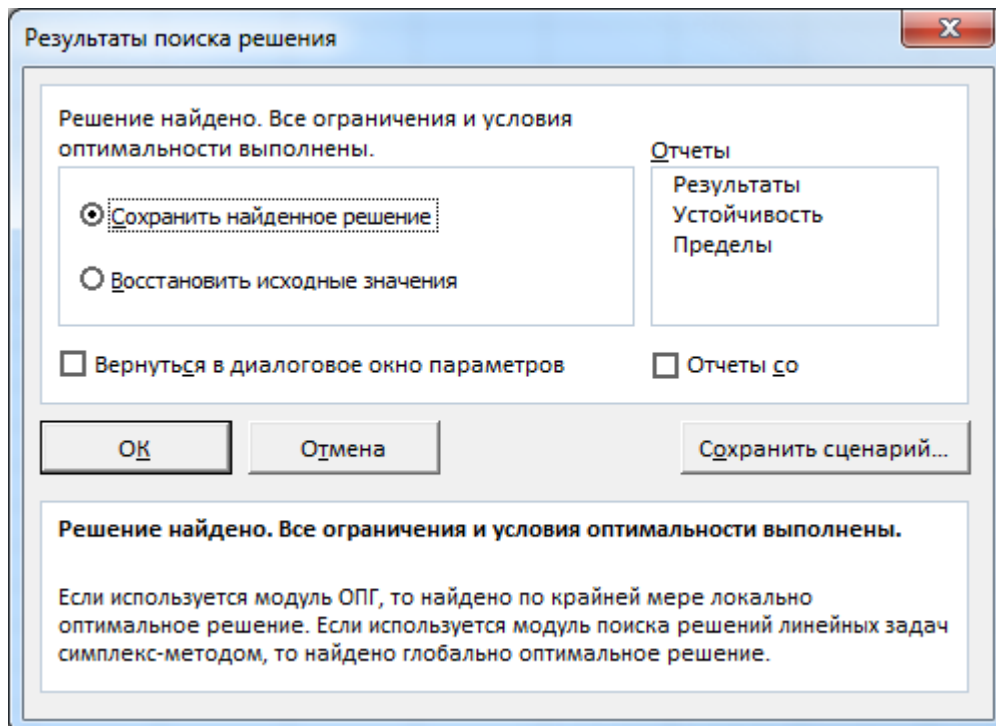 Результаты поиска решения
Решение найдено. Все ограничения и условия
оптимальности выполнены.
Отчеты
Результаты
Устойчивость
Пределы
Сохранить найденное решение
Восстановить исходные значения
Вернуться в диалоговое окно параметров
Отчеты со
ОК
Отмена
Сохранить сценарий...
Решение найдено. Все ограничения и условия оптимальности выполнены.
Если используется модуль ОПГ, то найдено по крайней мере локально
оптимальное решение. Если используется модуль поиска решений линейных задач
симплекс-методом, то найдено глобально оптимальное решение.